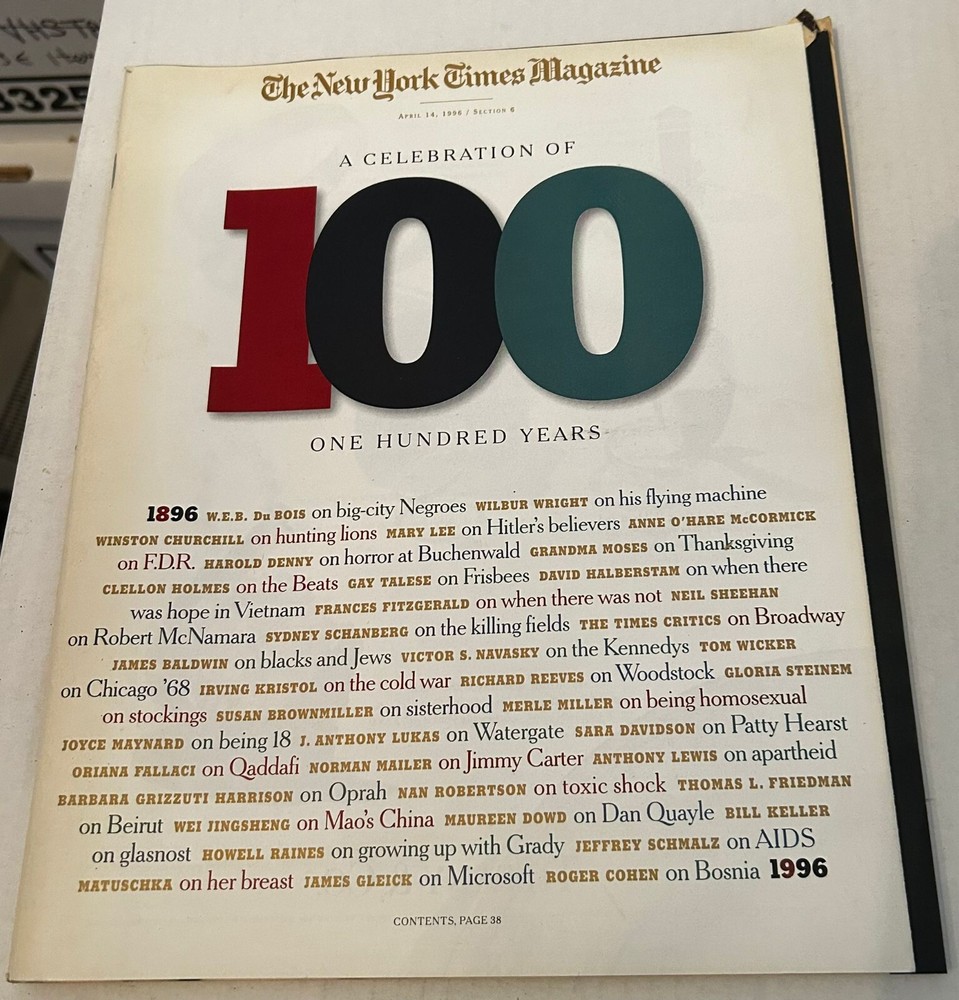 VHS
325
The New York Times Magazine
APRIL 14, 1996 / SECTION 6
A CELEBRATION OF
100
ONE HUNDRED YEARS
1896 W.E.B. Du BOIS on big-city Negroes WILBUR WRIGHT on his flying machine
WINSTON CHURCHILL on hunting lions MARY LEE on Hitler's believers ANNE O'HARE McCORMICK
on F.D.R. HAROLD DENNY on horror at Buchenwald GRANDMA MOSES on Thanksgiving
CLELLON HOLMES on the Beats GAY TALESE on Frisbees DAVID HALBERSTAM on when there
was hope in Vietnam FRANCES FITZGERALD on when there was not NEIL SHEEHAN
on Robert McNamara SYDNEY SCHANBERG on the killing fields THE TIMES CRITICS on Broadway
JAMES BALDWIN on blacks and Jews VICTOR S. NAVASKY on the Kennedys TOM WICKER
on Chicago '68 IRVING KRISTOL on the cold war RICHARD REEVES on Woodstock GLORIA STEINEM
on stockings SUSAN BROWNMILLER on sisterhood MERLE MILLER on being homosexual
JOYCE MAYNARD on being 18 J. ANTHONY LUKAS on Watergate SARA DAVIDSON on Patty Hearst
ORIANA FALLACI on Qaddafi NORMAN MAILER on Jimmy Carter ANTHONY LEWIS on apartheid
BARBARA GRIZZUTI HARRISON on Oprah NAN ROBERTSON on toxic shock THOMAS L. FRIEDMAN
on Beirut WEI JINGSHENG on Mao's China MAUREEN DOWD on Dan Quayle BILL KELLER
on glasnost HOWELL RAINES on growing up with Grady JEFFREY SCHMALZ on AIDS
MATUSCHKA on her breast JAMES GLEICK on Microsoft ROGER COHEN on Bosnia 1996
CONTENTS, PAGE 38